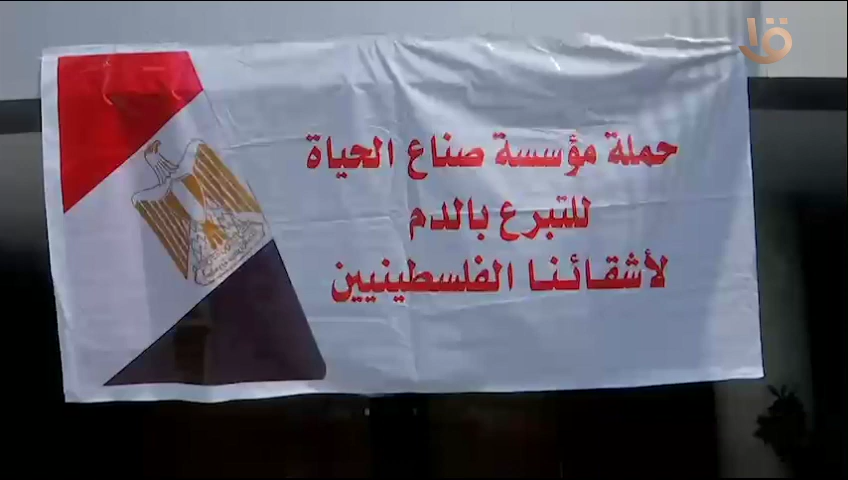 حملة مؤسسة صناع الحياة
للتبرع بالدم
لأشقائنا الفلسطينيين